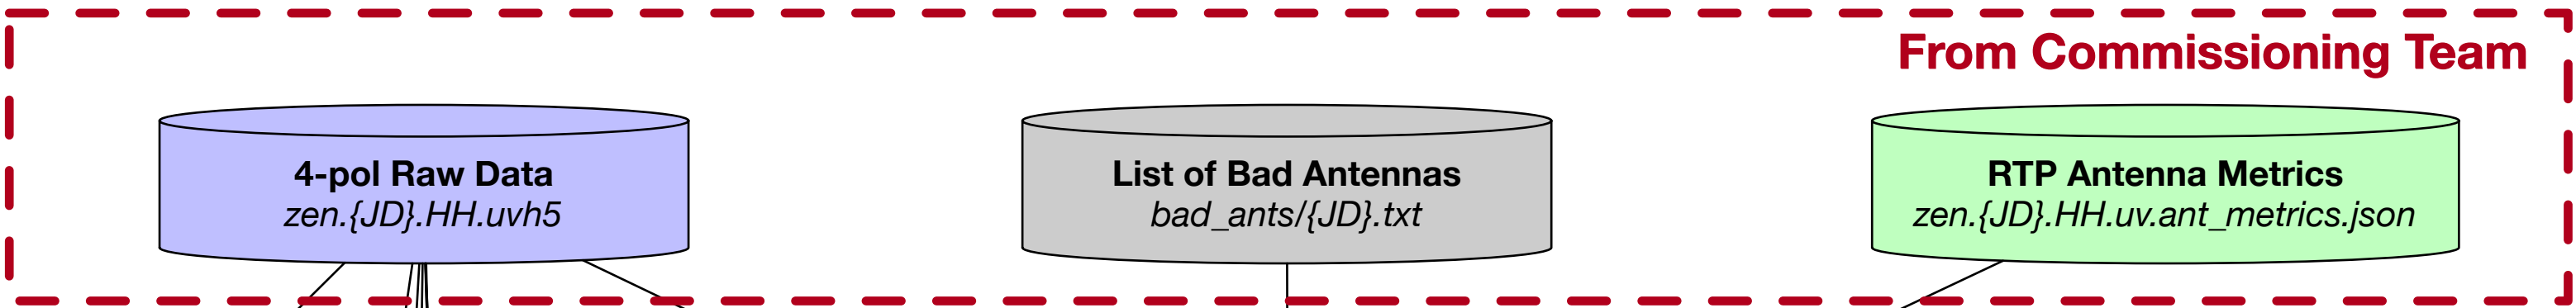 From Commissioning Team
4-pol Raw Data
zen.{JD}.HH.uvh5
List of Bad Antennas
bad_ants/{JD}.txt
RTP Antenna Metrics
zen.{JD}.HH.uv.ant_metrics.json